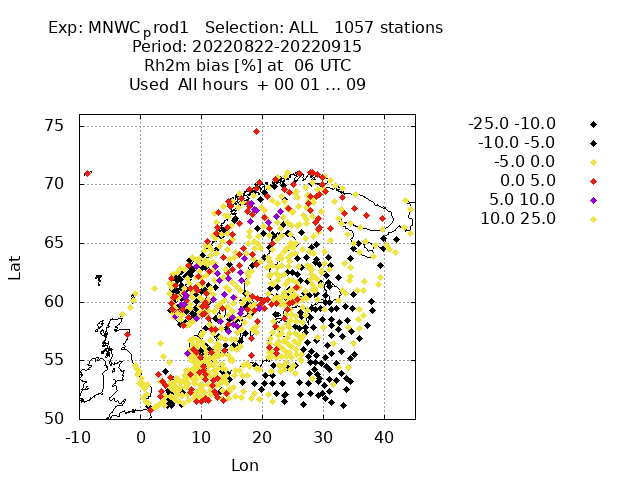 Exp: MNWCprod1 Selection: ALL 1057 stations
Period: 20220822-20220915
Rh2m bias [%] at 06 UTC
Used All hours + 00 01 ... 09
-25.0 -10.0
-10.0 -5.0
-5.0 0.0
0.0 5.0
5.0 10.0
10.0 25.0
75
70
65
60
55
50
Lat
-10 0 10 20 30 40
Lon